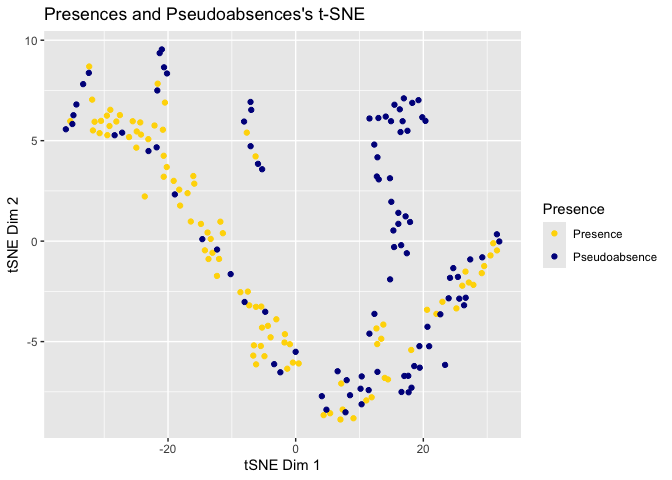 Presences and Pseudoabsences's t-SNE
10
5
0
-5
-20
0
20
tSNE Dim 1
tSNE Dim 2
Presence
Presence
Pseudoabsence